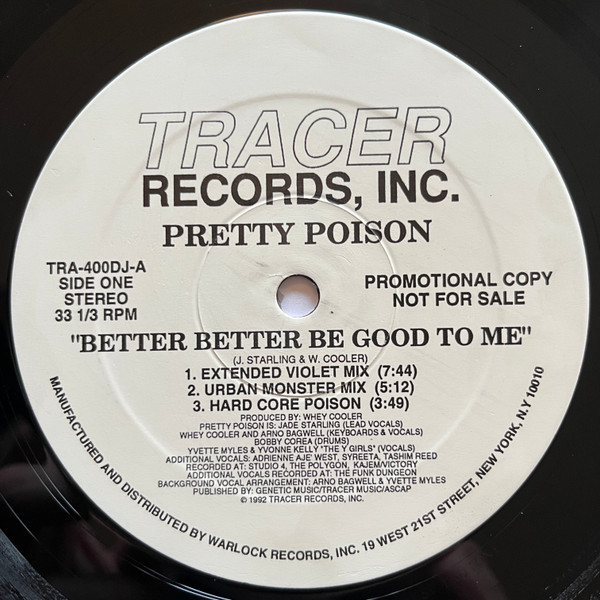 TRACER
RECORDS, INC.
PRETTY POISON
TRA-400DJ-A
SIDE ONE
STEREO
33 1/3 RPM
PROMOTIONAL COPY
NOT FOR SALE
"BETTER BETTER BE GOOD TO ME"
(J. STARLING & W. COOLER)
1. EXTENDED VIOLET MIX (7:44)
2. URBAN MONSTER MIX (5:12)
3. HARD CORE POISON (3:49)
PRODUCED BY: WHEY COOLER
PRETTY POISON IS: JADE STARLING (LEAD VOCALS)
WHEY COOLER AND ARNO BAGWELL (KEYBOARDS & VOCALS)
BOBBY COREA (DRUMS)
YVETTE MYLES & YVONNE KELLY "THE Y GIRLS" (VOCALS)
ADDITIONAL VOCALS: ADRIENNE AJE' WEST, SYREETA, TASHIM REED
RECORDED AT: STUDIO 4, THE POLYGON, KAJEM/VICTORY
ADDITIONAL VOCALS RECORDED AT: THE FUNK DUNGEON
BACKGROUND VOCAL ARRANGEMENT: ARNO BAGWELL & YVETTE MYLES
PUBLISHED BY: GENETIC MUSIC/TRACER MUSIC/ASCAP
© 1992 TRACER RECORDS, INC.
MANUFACTURED AND DISTRIBUTED BY WARLOCK RECORDS, INC. 19 WEST 21ST STREET, NEW YORK, N.Y 10010